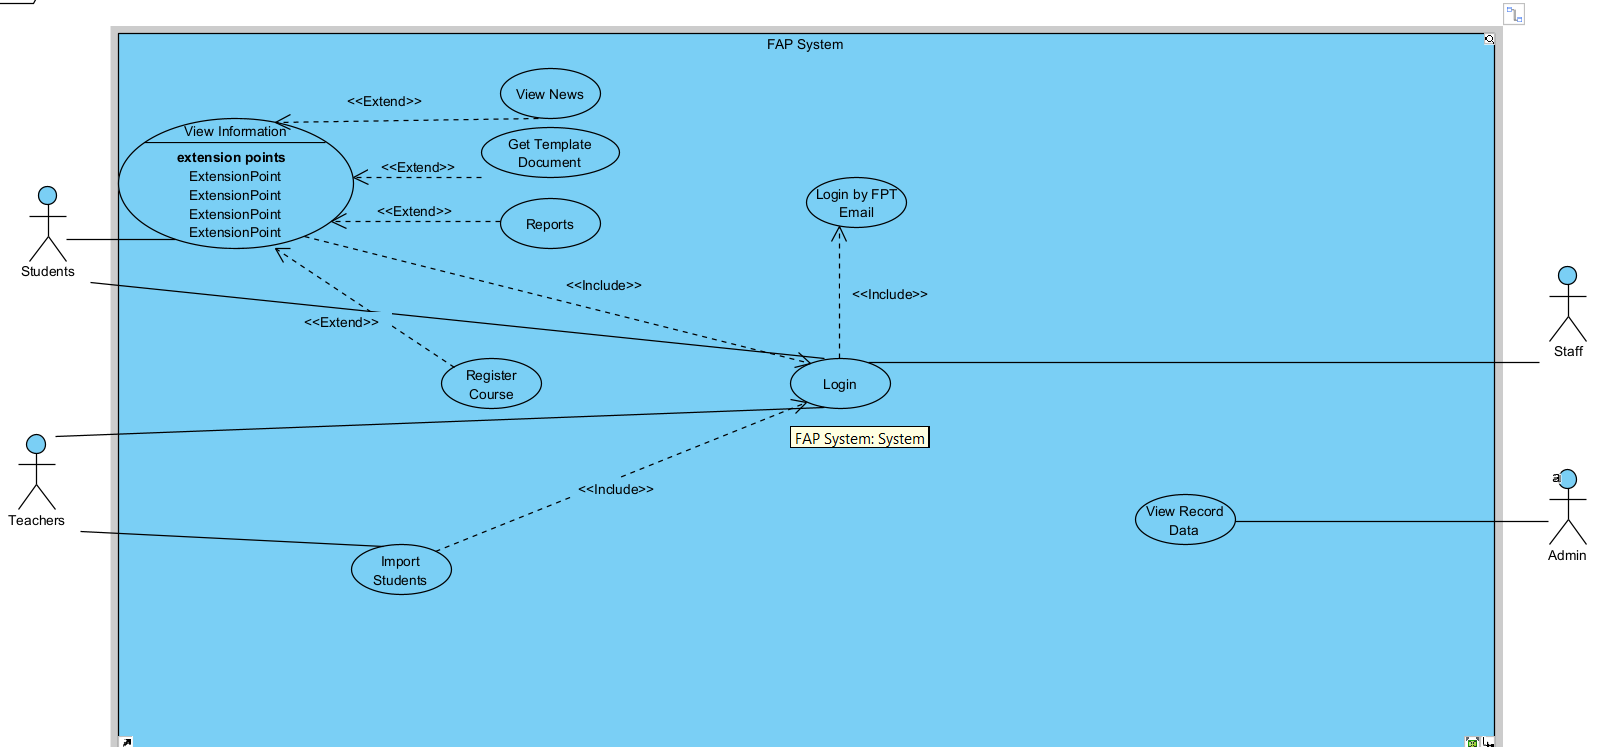 FAP System
View News
<<Extend>>
View Information
extension points
ExtensionPoint
ExtensionPoint
ExtensionPoint
ExtensionPoint
Get Template
Document
<<Extend>>
Reports
<<Extend>>
Login by FPT
Email
Students
<<Include>>
<<Include>>
<<Extend>>
Register
Course
Login
Staff
FAP System: System
<<Include>>
Teachers
Import
Students
View Record
Data
a
Admin